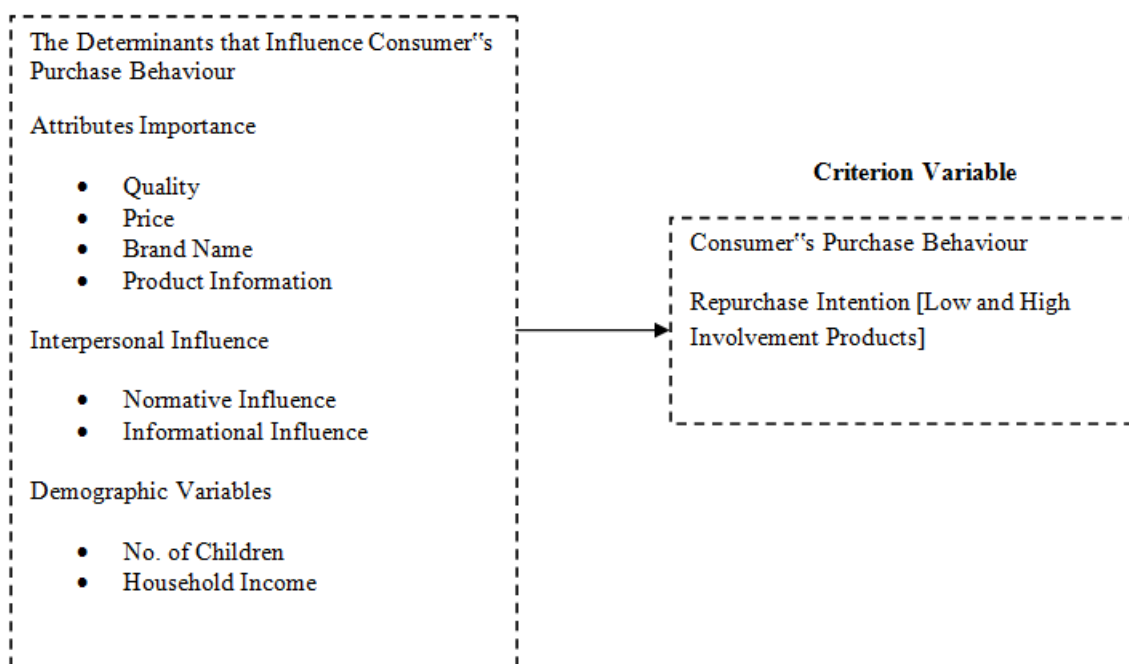 The Determinants that Influence Consumer‟s
Purchase Behaviour
Attributes Importance
• Quality
• Price
• Brand Name
• Product Information
Interpersonal Influence
• Normative Influence
• Informational Influence
Demographic Variables
• No. of Children
• Household Income
Criterion Variable
Consumer‟s Purchase Behaviour
Repurchase Intention [Low and High
Involvement Products]